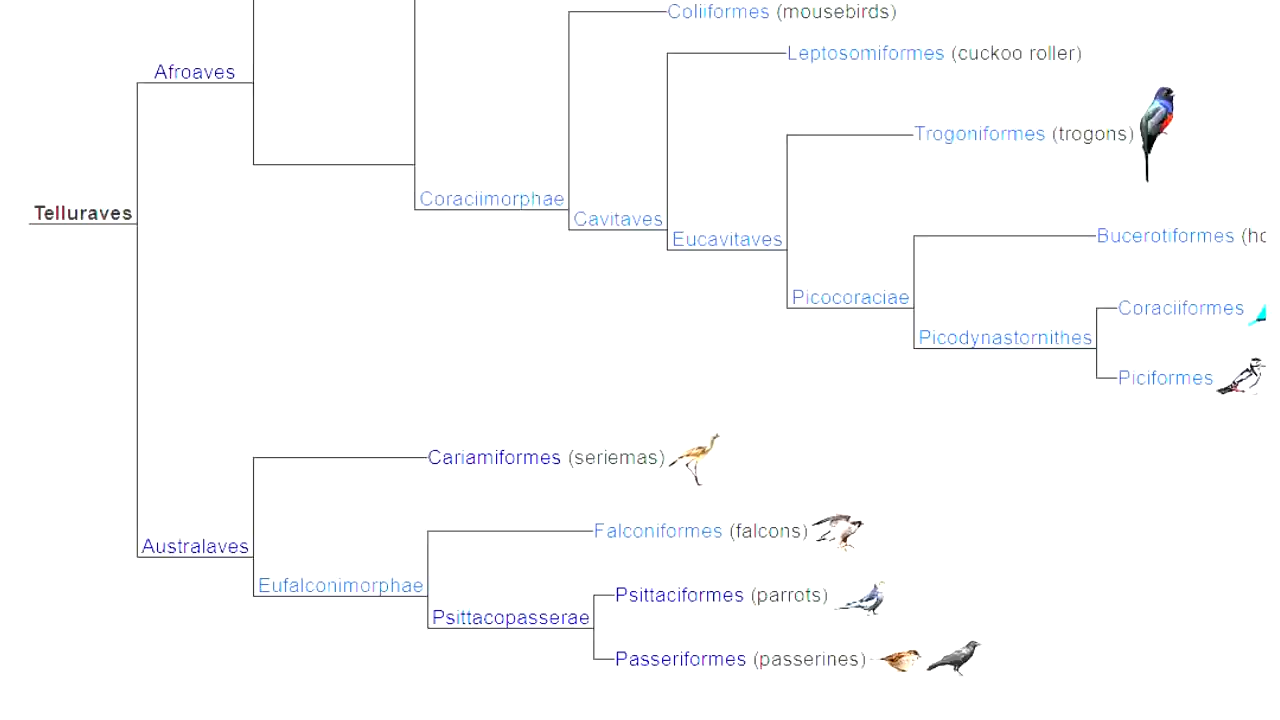 Coliiformes (mousebirds)
Leptosomiformes (cuckoo roller)
Afroaves
Trogoniformes (trogons)
Coraciimorphae
Telluraves
Cavitaves
Eucavitaves
Bucerotiformes
Picocoraciae
Coraciiformes
Picodynastornithes
Piciformes
Cariamiformes (seriemas)
Falconiformes (falcons)
Australaves
Eufalconimorphae
Psittaciformes (parrots)
Psittacopasserae
Passeriformes (passerines)